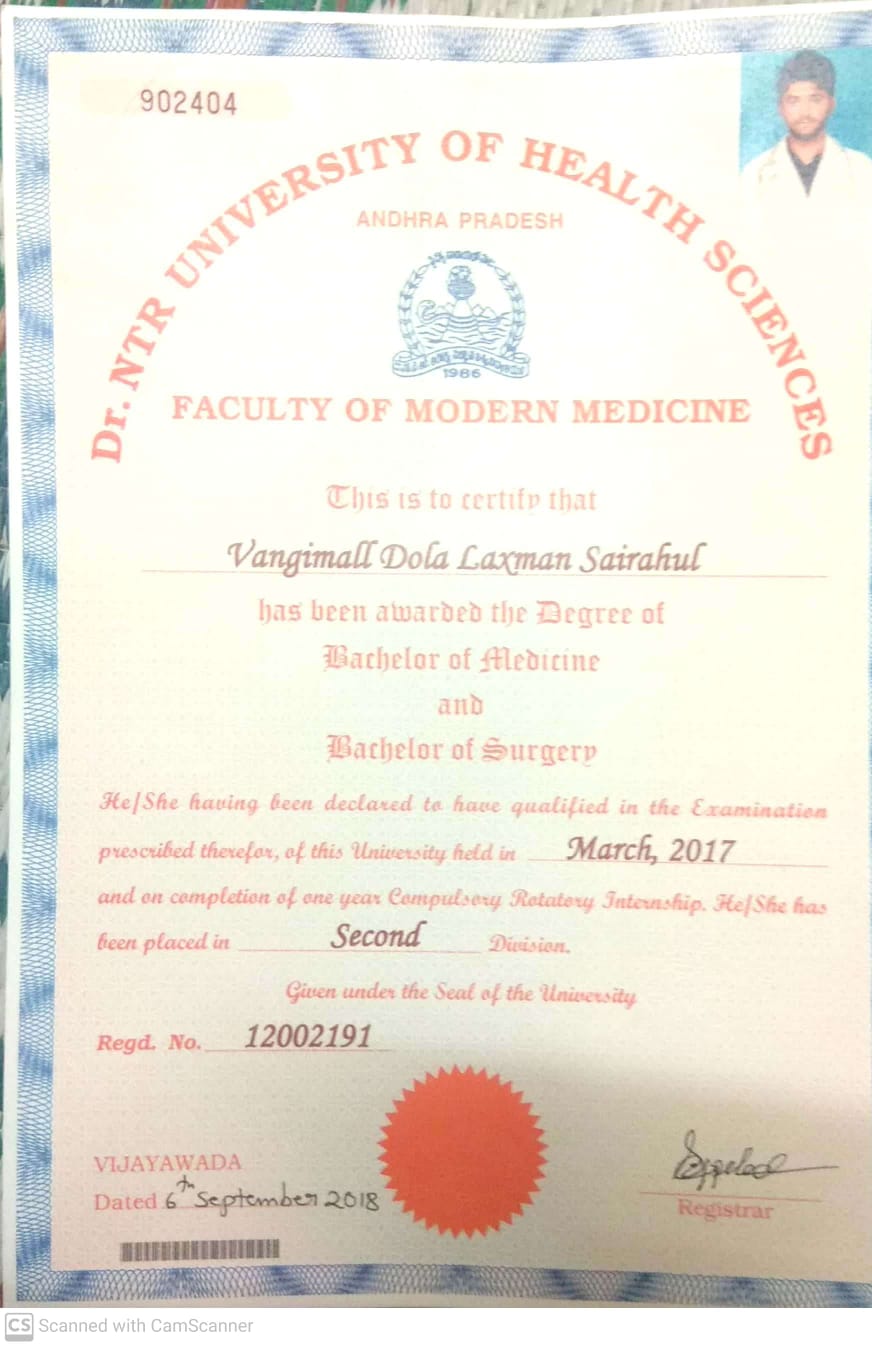 902404
Dr. NTR UNIVERSITY OF HEALTH SCIENCES
ANDHRA PRADESH
1986
FACULTY OF MODERN MEDICINE
This is to certify that
Vangimall Dola Laxman Sairahul
has been awarded the Degree of
Bachelor of Medicine
and
Bachelor of Surgery
He/She having been declared to have qualified in the Examination
prescribed therefor, of this University held in March, 2017
and on completion of one year Compulsory Rotatory Internship. He/She has
been placed in Second Division.
Given under the Seal of the University
Regd. No. 12002191
VIJAYAWADA
Dated 6th September 2018
Registrar
CS Scanned with CamScanner